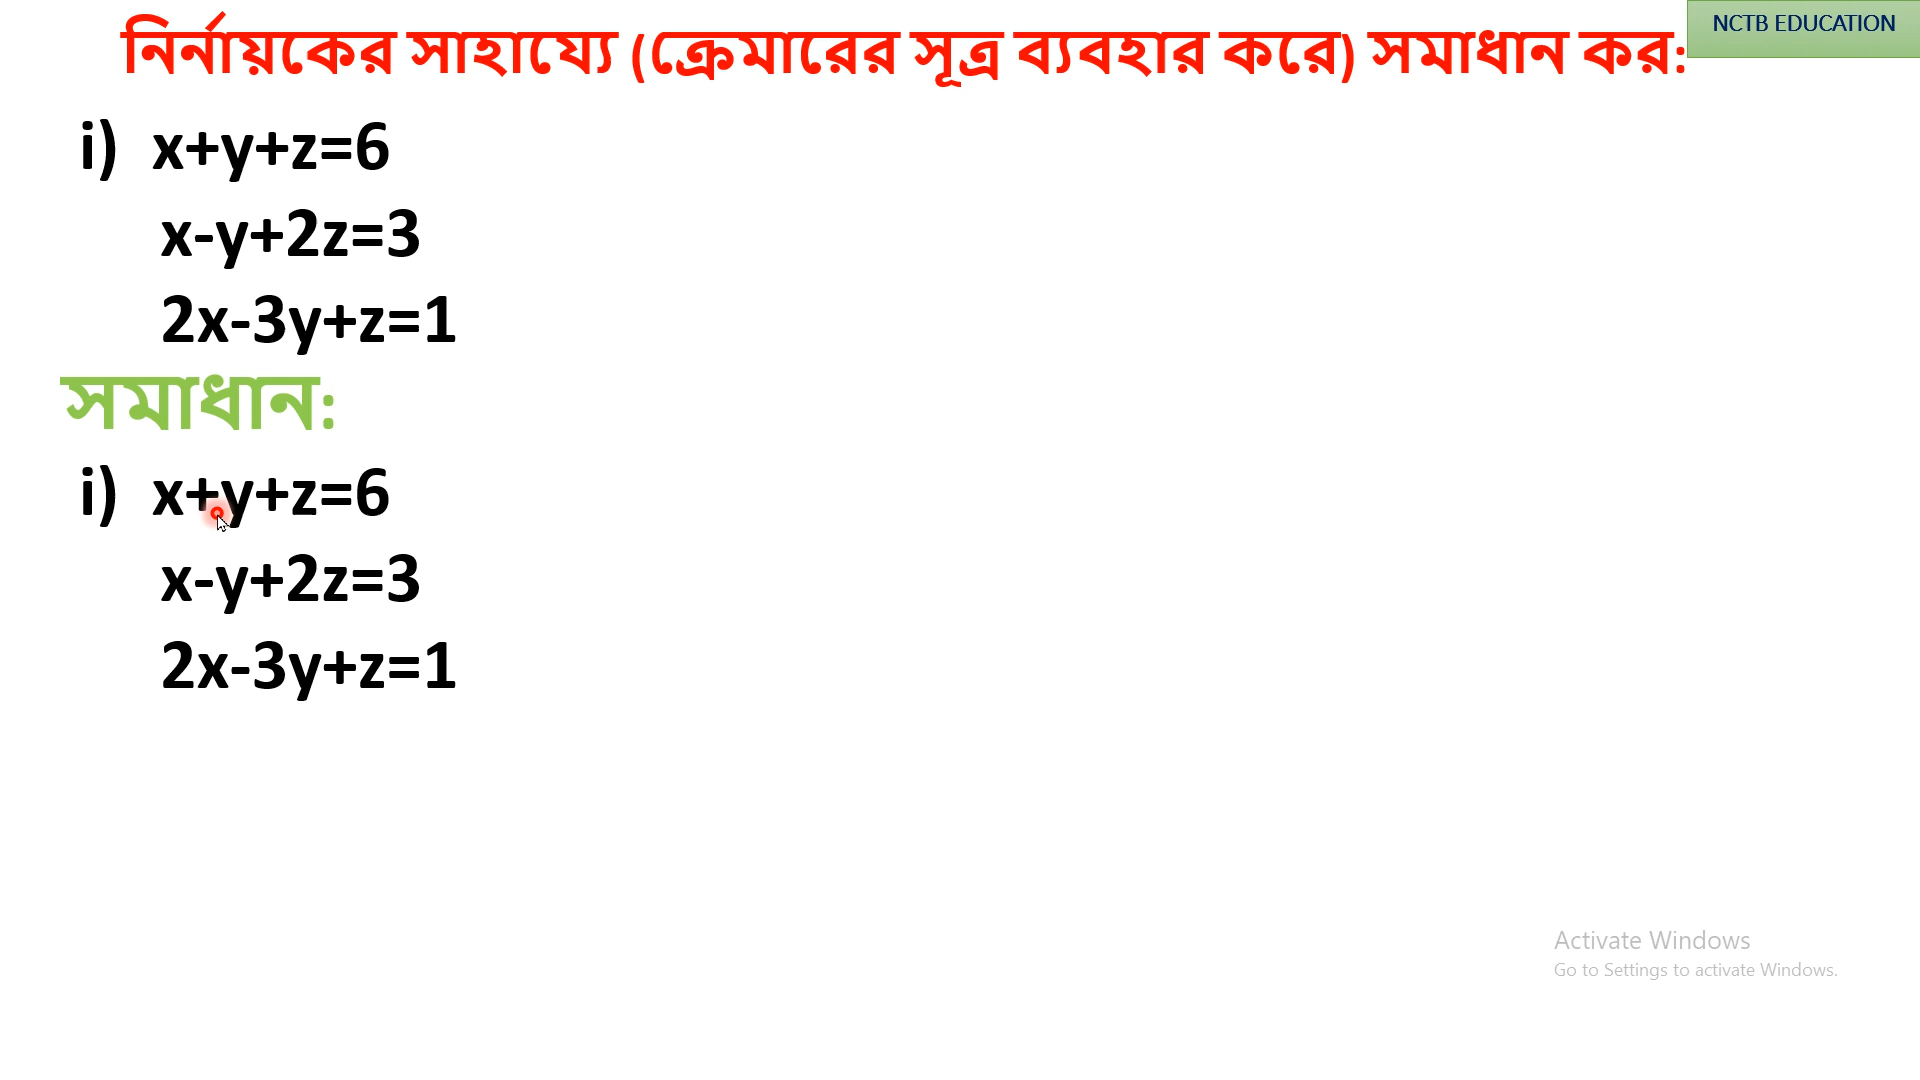 নির্নায়কের সাহায্যে (ক্রেমারের সূত্র ব্যবহার করে) সমাধান কর:
NCTB EDUCATION
i) x+y+z=6
x-y+2z=3
2x-3y+z=1
সমাধান:
i) x+y+z=6
x-y+2z=3
2x-3y+z=1
Activate Windows
Go to Settings to activate Windows.